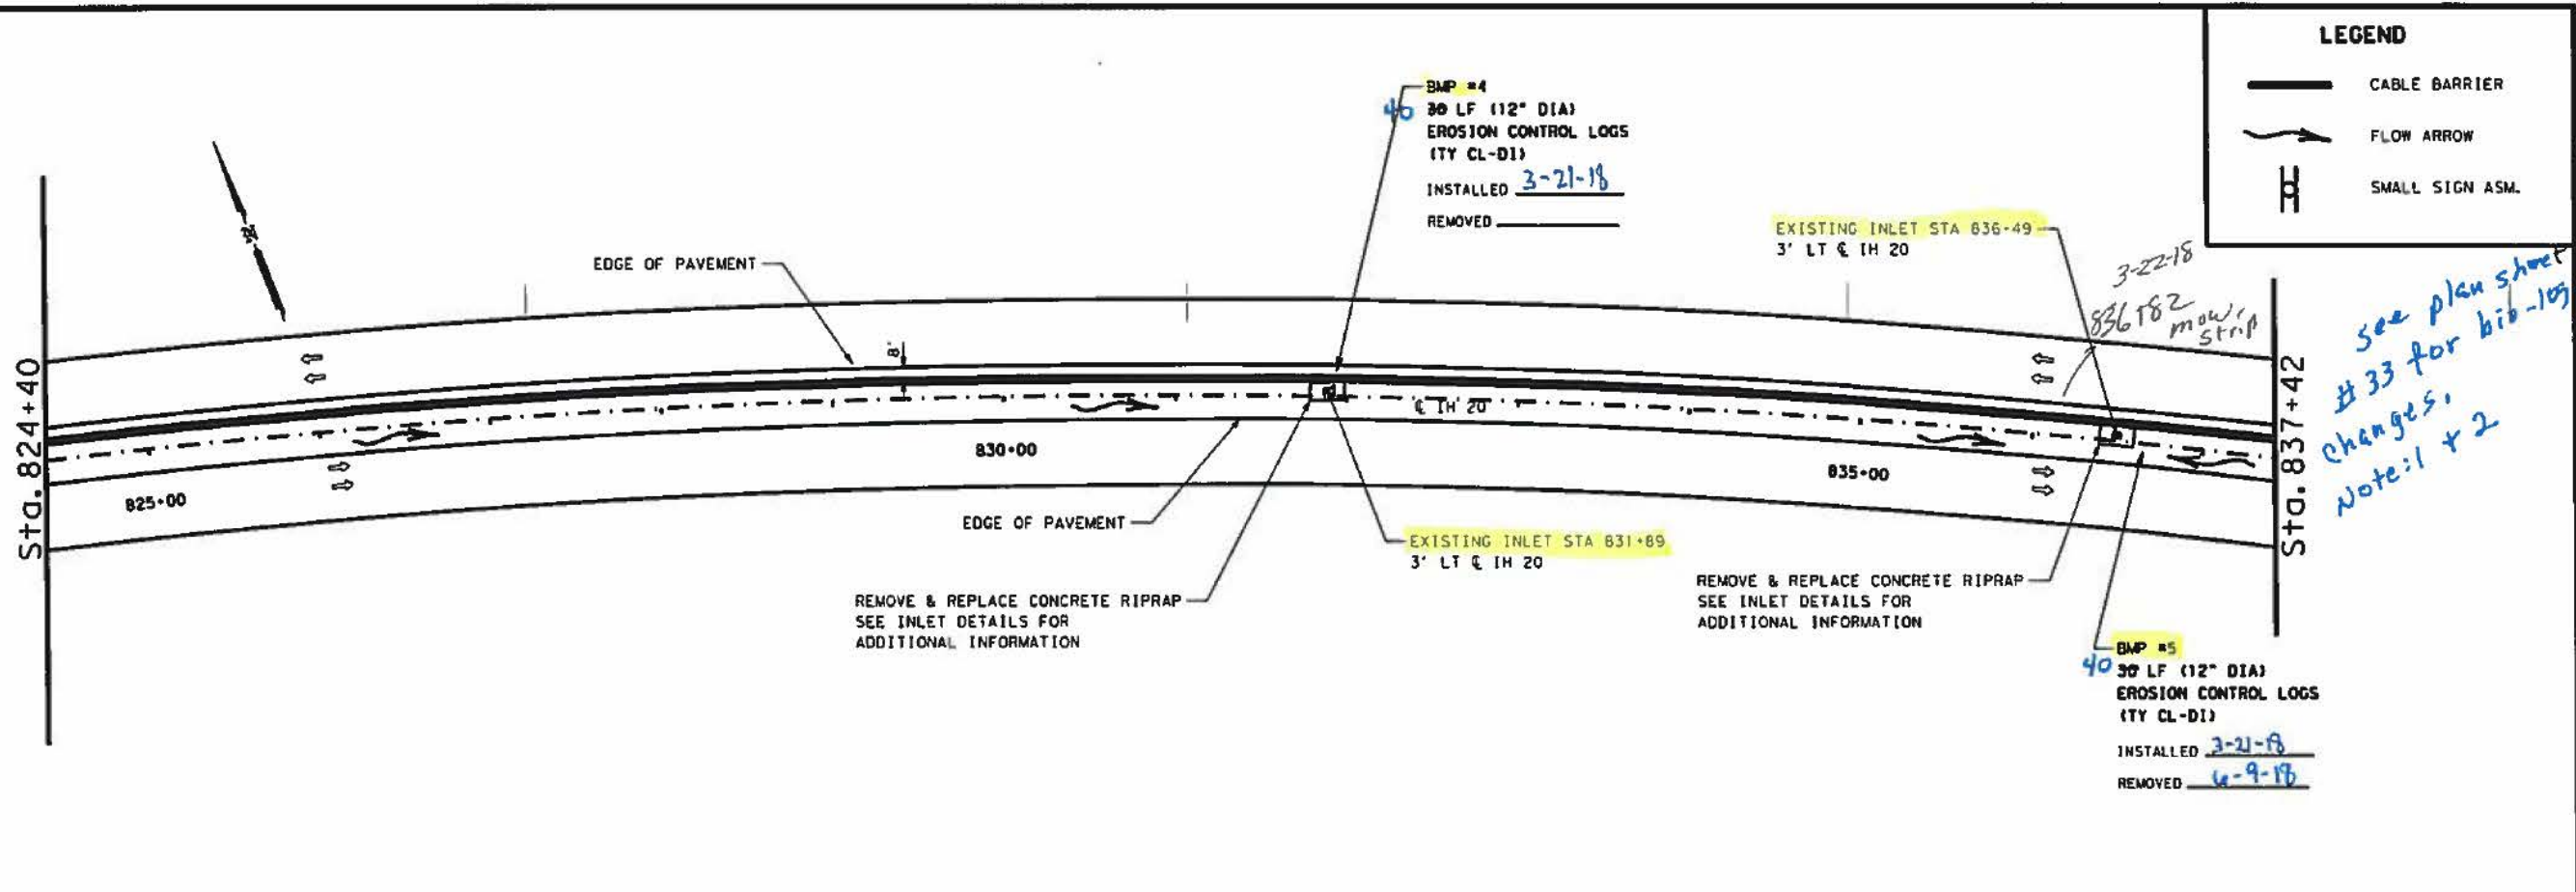 LEGEND
CABLE BARRIER
FLOW ARROW
SMALL SIGN ASM.
BMP #4
40 30 LF (12" DIA)
EROSION CONTROL LOGS
(TY CL-DI)
INSTALLED 3-21-18
REMOVED
EXISTING INLET STA 836+49
3' LT ℄ IH 20
3-22-18
836+82
mow
strip
see plan sheet
#33 for bio-log
changes,
Note: 1 + 2
EDGE OF PAVEMENT
8'
N
Sta. 824+40
Sta. 837+42
℄ IH 20
825+00
830+00
835+00
EDGE OF PAVEMENT
EXISTING INLET STA 831+89
3' LT ℄ IH 20
REMOVE & REPLACE CONCRETE RIPRAP
SEE INLET DETAILS FOR
ADDITIONAL INFORMATION
REMOVE & REPLACE CONCRETE RIPRAP
SEE INLET DETAILS FOR
ADDITIONAL INFORMATION
BMP #5
40 30 LF (12" DIA)
EROSION CONTROL LOGS
(TY CL-DI)
INSTALLED 3-21-18
REMOVED 6-9-18